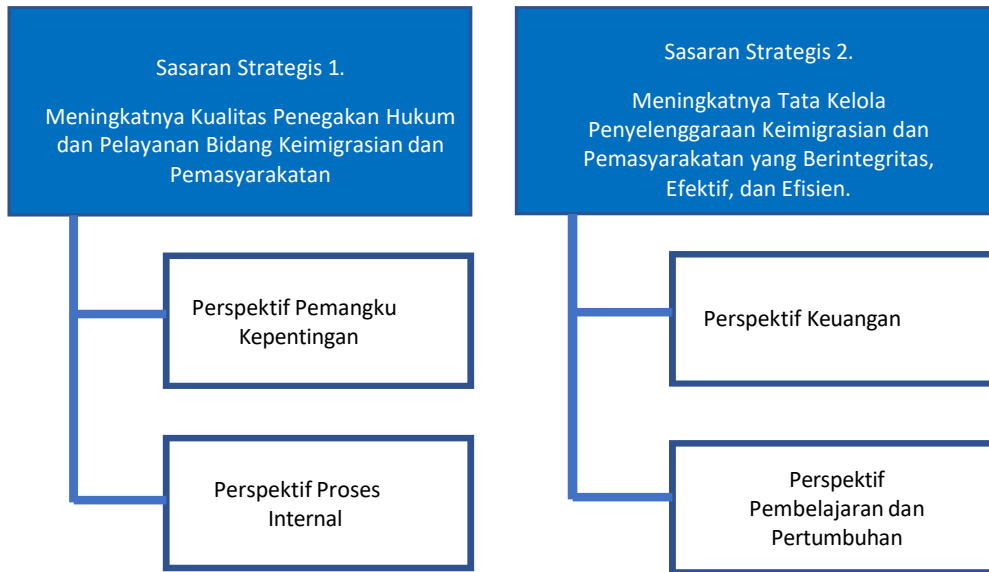 Sasaran Strategis 1.
Meningkatnya Kualitas Penegakan Hukum
dan Pelayanan Bidang Keimigrasian dan
Pemasyarakatan
Perspektif Pemangku
Kepentingan
Perspektif Proses
Internal
Sasaran Strategis 2.
Meningkatnya Tata Kelola
Penyelenggaraan Keimigrasian dan
Pemasyarakatan yang Berintegritas,
Efektif, dan Efisien.
Perspektif Keuangan
Perspektif
Pembelajaran dan
Pertumbuhan